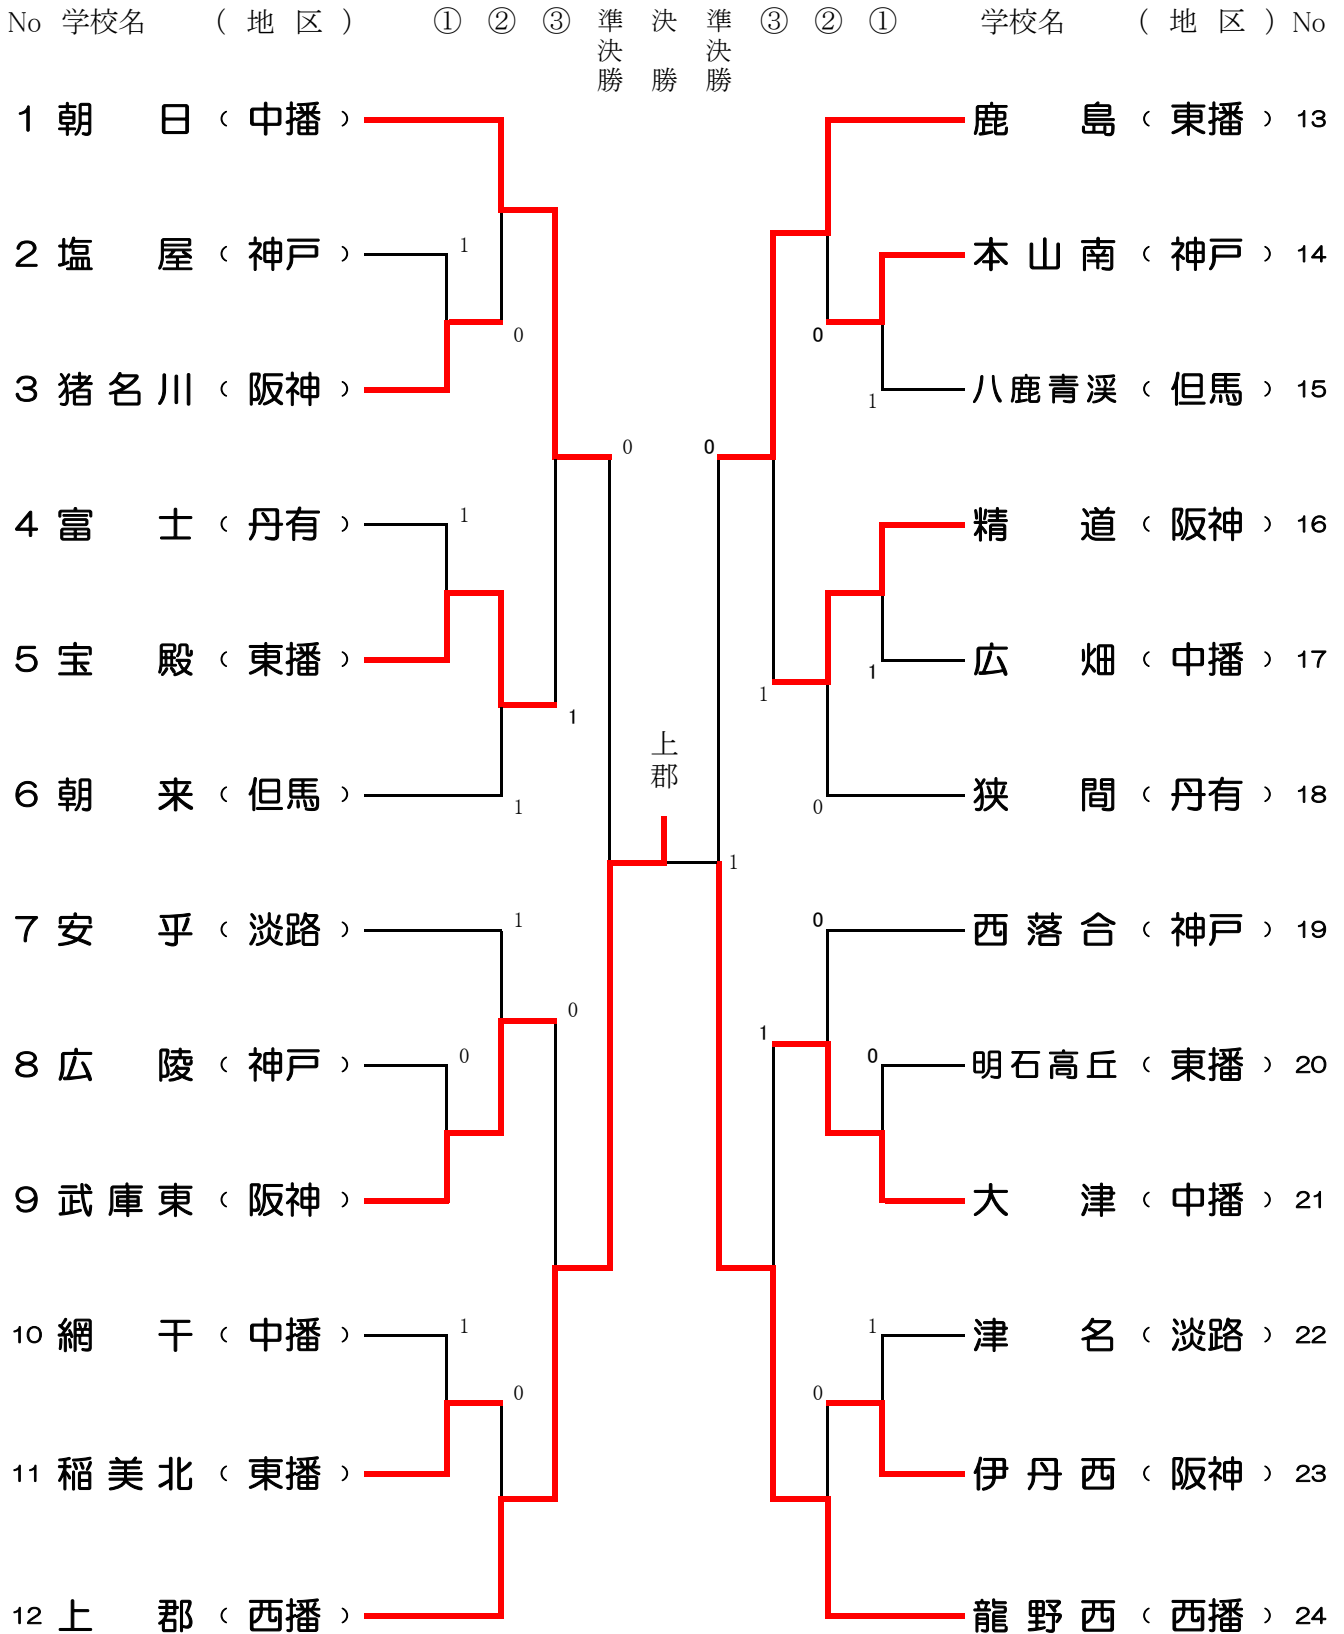 No 学校名 ( 地 区 ) ① ② ③ 準決勝 決勝 準決勝 ③ ② ① 学校名 ( 地 区 ) No
1 朝日 ( 中播 ) 鹿島 ( 東播 ) 13
2 塩屋 ( 神戸 ) 1 本山南 ( 神戸 ) 14
0 0
3 猪名川 ( 阪神 ) 八鹿青渓 ( 但馬 ) 15
1
0 0
4 富士 ( 丹有 ) 1 精道 ( 阪神 ) 16
5 宝殿 ( 東播 ) 1 広畑 ( 中播 ) 17
1 1
上郡
6 朝来 ( 但馬 ) 狭間 ( 丹有 ) 18
1 0
1
7 安乎 ( 淡路 ) 1 0 西落合 ( 神戸 ) 19
0 1
8 広陵 ( 神戸 ) 0 0 明石高丘 ( 東播 ) 20
9 武庫東 ( 阪神 ) 大津 ( 中播 ) 21
10 網干 ( 中播 ) 1 1 津名 ( 淡路 ) 22
0 0
11 稲美北 ( 東播 ) 伊丹西 ( 阪神 ) 23
12 上郡 ( 西播 ) 龍野西 ( 西播 ) 24